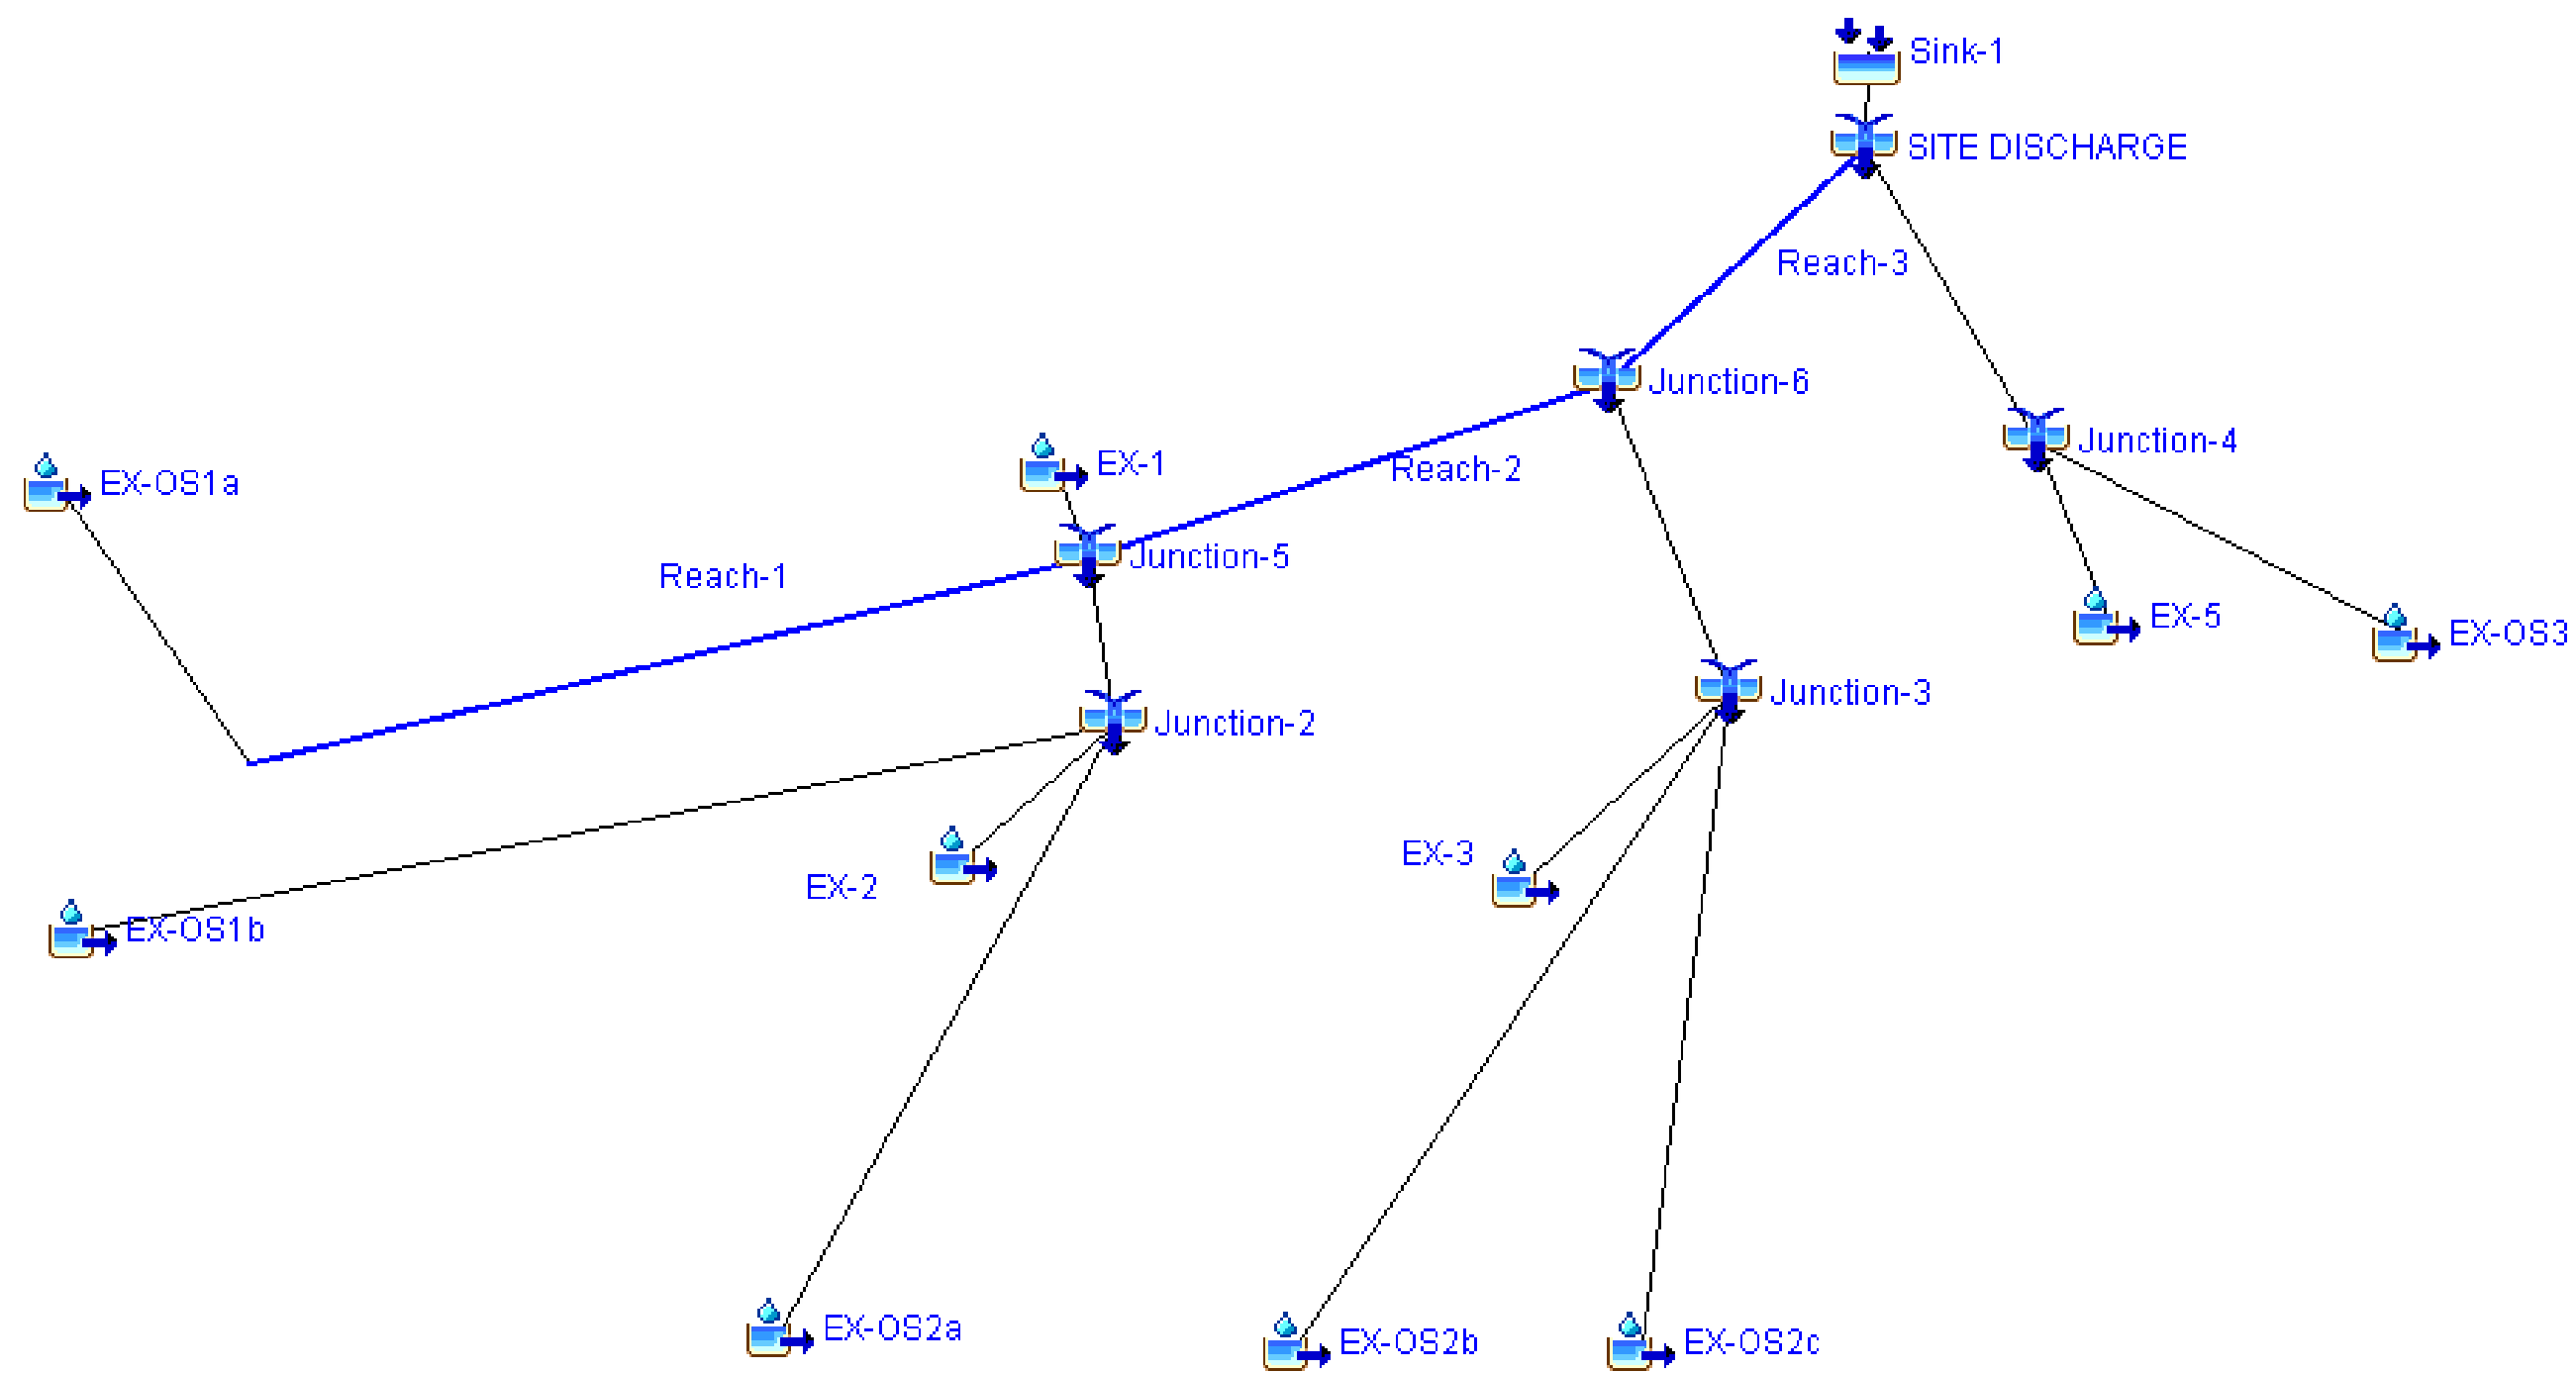 Sink-1
SITE DISCHARGE
Reach-3
Junction-6
Junction-4
EX-1
Reach-2
EX-OS1a
Junction-5
Reach-1
EX-5
EX-OS3
Junction-3
Junction-2
EX-3
EX-2
EX-OS1b
EX-OS2a
EX-OS2b
EX-OS2c